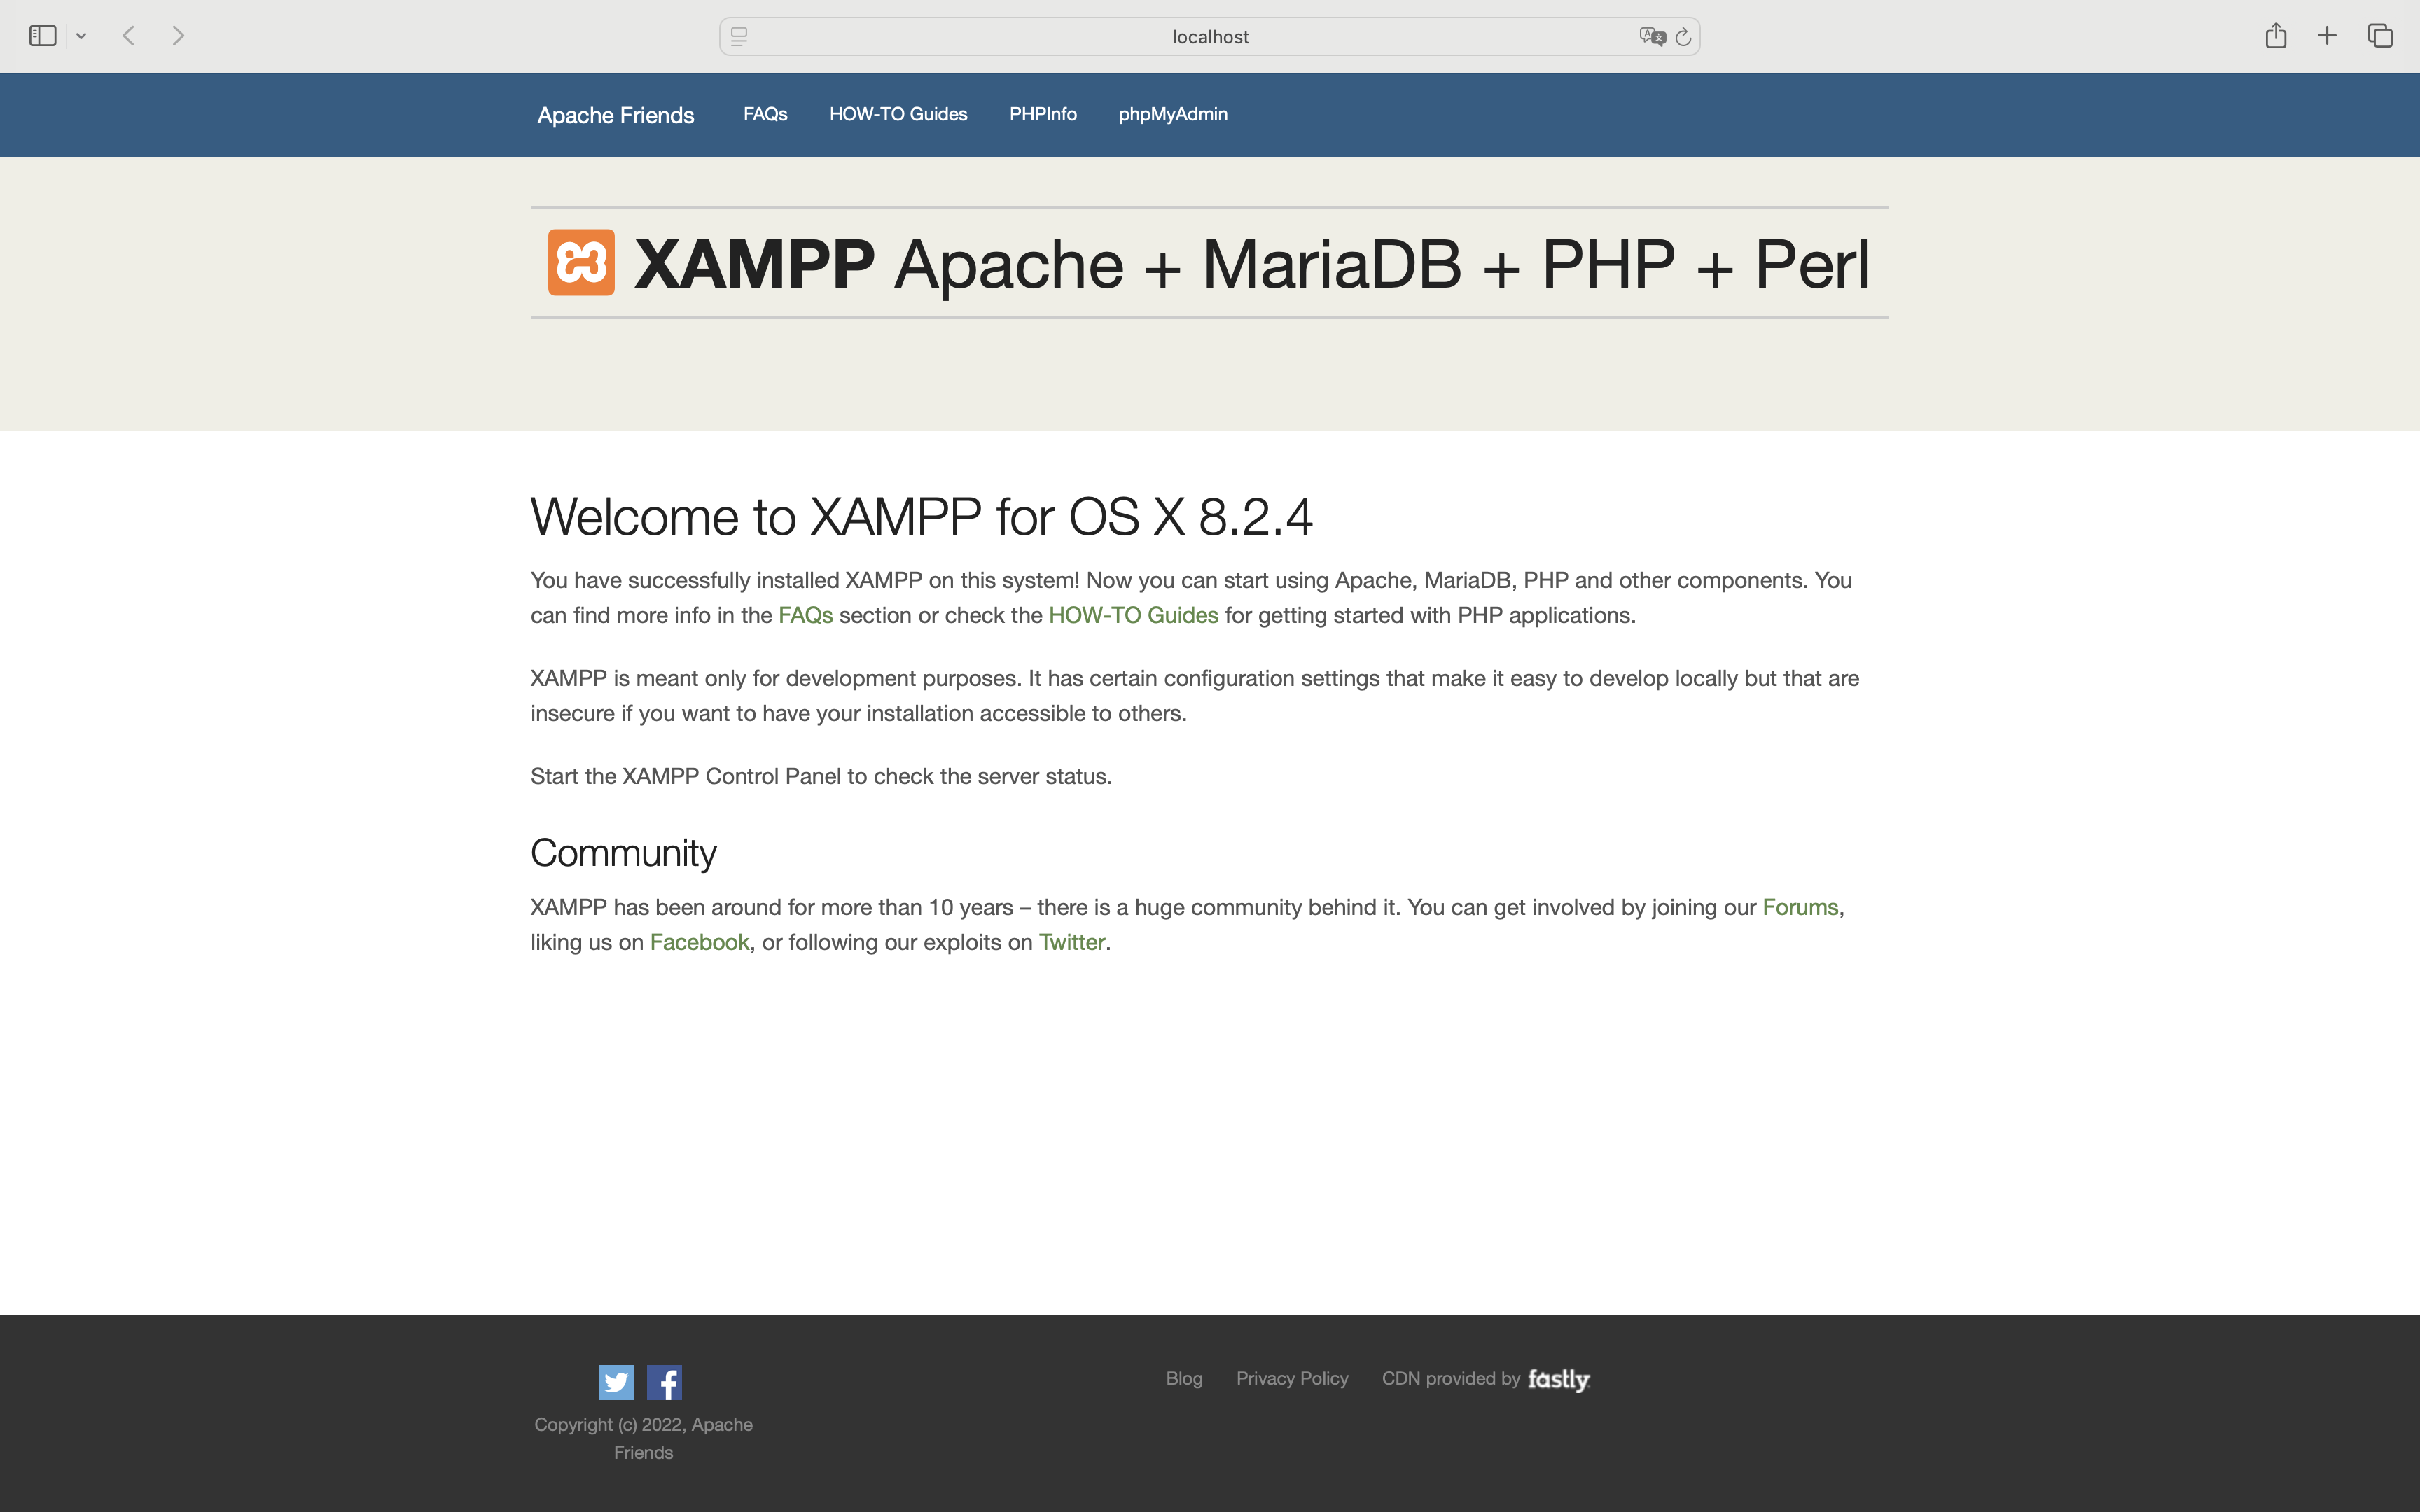 localhost
Apache Friends FAQs HOW-TO Guides PHPInfo phpMyAdmin
XAMPP Apache + MariaDB + PHP + Perl
Welcome to XAMPP for OS X 8.2.4
You have successfully installed XAMPP on this system! Now you can start using Apache, MariaDB, PHP and other components. You
can find more info in the FAQs section or check the HOW-TO Guides for getting started with PHP applications.
XAMPP is meant only for development purposes. It has certain configuration settings that make it easy to develop locally but that are
insecure if you want to have your installation accessible to others.
Start the XAMPP Control Panel to check the server status.
Community
XAMPP has been around for more than 10 years – there is a huge community behind it. You can get involved by joining our Forums,
liking us on Facebook, or following our exploits on Twitter.
Blog Privacy Policy CDN provided by fastly
Copyright (c) 2022, Apache
Friends